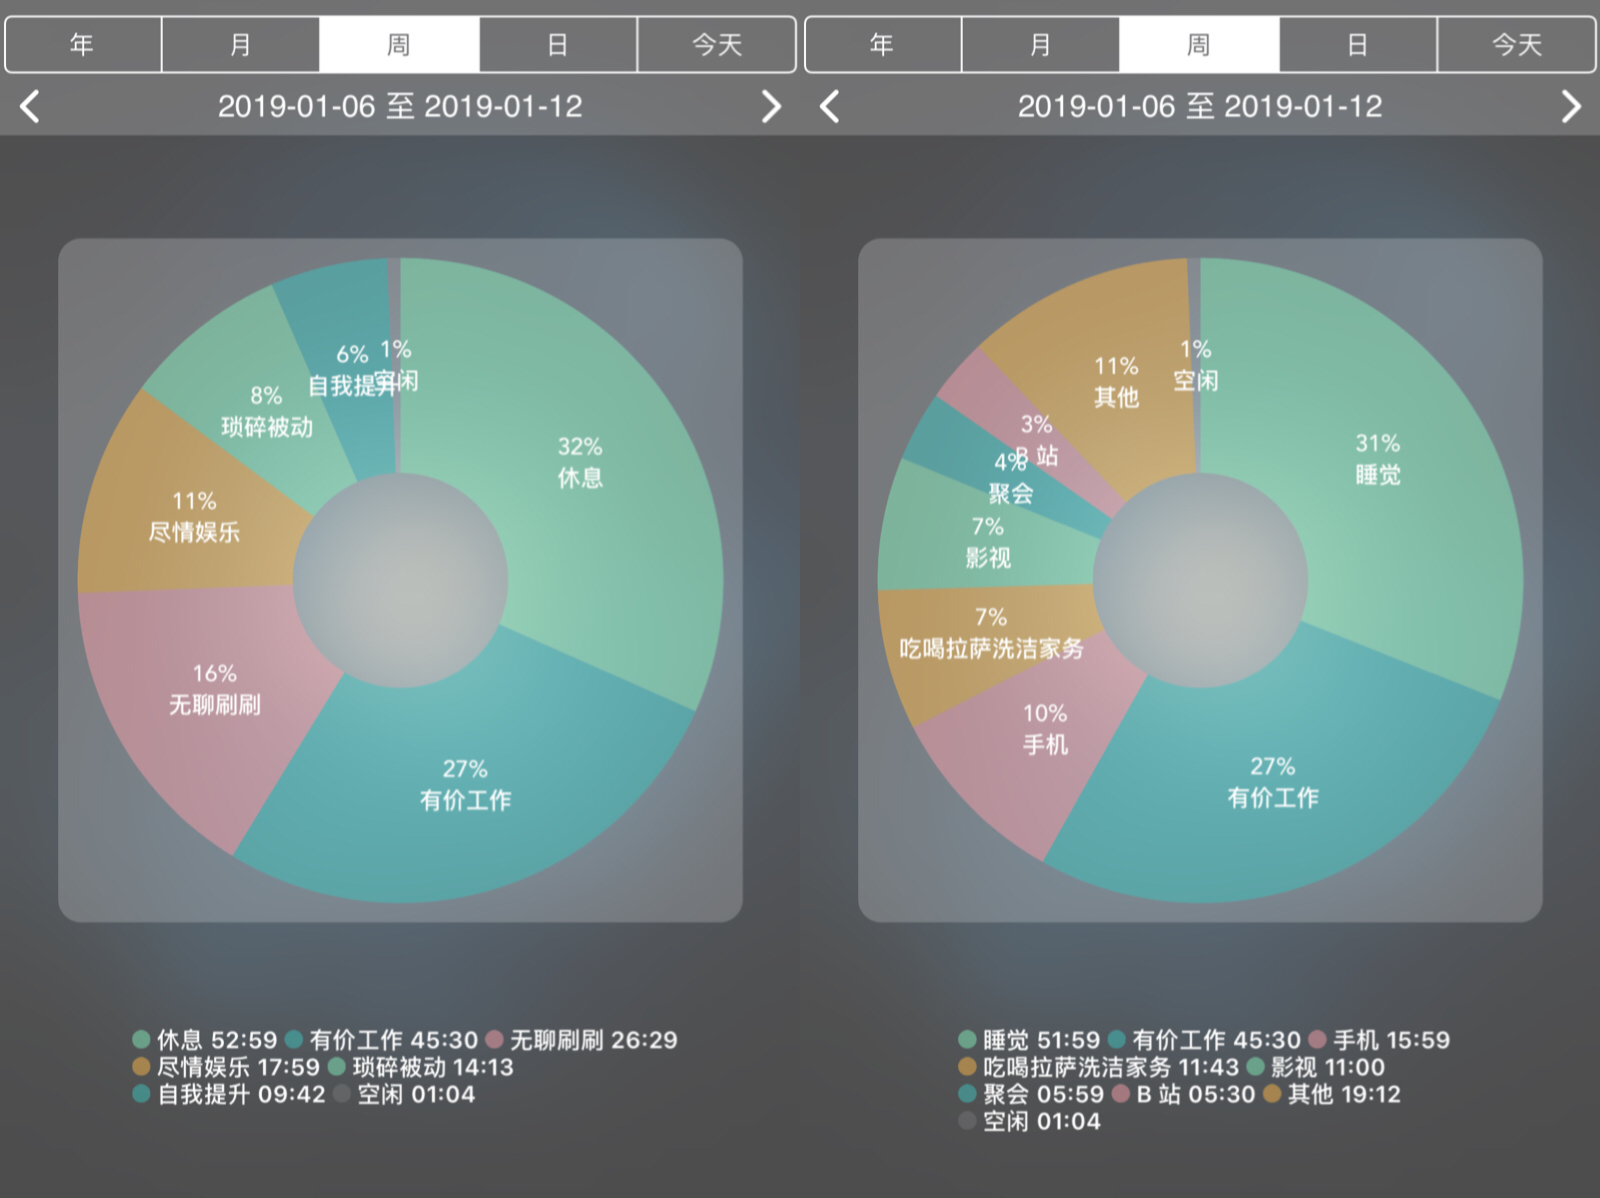 年 月 周 日 今天
2019-01-06 至 2019-01-12
6% 1%
自我提升 空闲
8%
琐碎被动
32%
休息
11%
尽情娱乐
16%
无聊刷刷
27%
有价工作
休息 52:59 有价工作 45:30 无聊刷刷 26:29
尽情娱乐 17:59 琐碎被动 14:13
自我提升 09:42 空闲 01:04
年 月 周 日 今天
2019-01-06 至 2019-01-12
1%
空闲
11%
其他
3%
B 站
4%
聚会
31%
睡觉
7%
影视
7%
吃喝拉萨洗洁家务
10%
手机
27%
有价工作
睡觉 51:59 有价工作 45:30 手机 15:59
吃喝拉萨洗洁家务 11:43 影视 11:00
聚会 05:59 B 站 05:30 其他 19:12
空闲 01:04